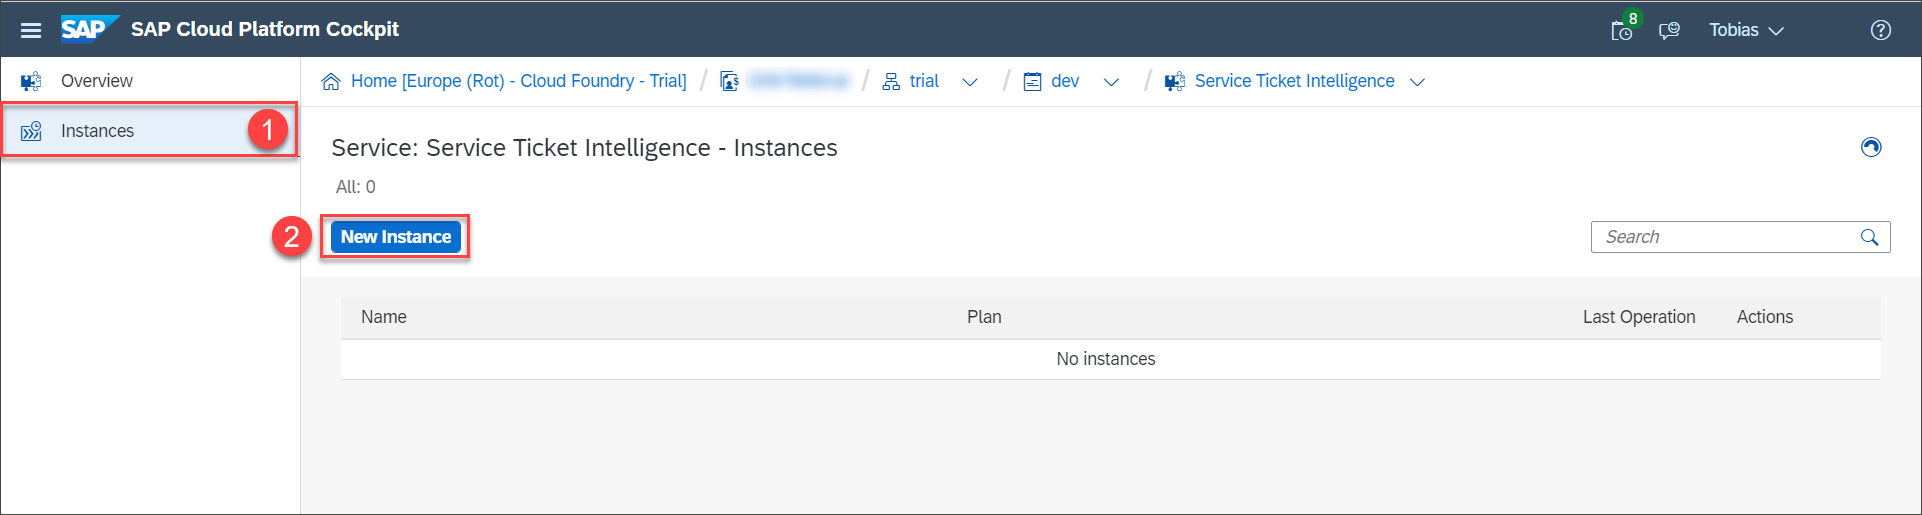 SAP SAP Cloud Platform Cockpit 8 Tobias ?
Overview
Home [Europe (Rot) - Cloud Foundry - Trial] / $ / trial / dev / Service Ticket Intelligence
Instances 1
Service: Service Ticket Intelligence - Instances
All: 0
2 New Instance Search
Name Plan Last Operation Actions
No instances